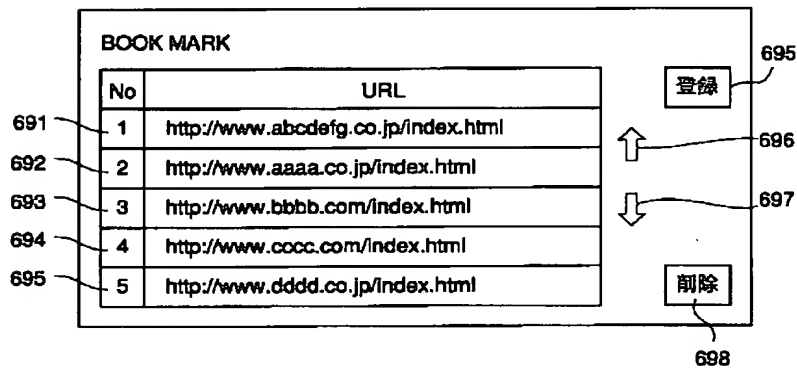 BOOK MARK
695
No URL 登録
691 1 http://www.abcdefg.co.jp/index.html
696
692 2 http://www.aaaa.co.jp/index.html
693 3 http://www.bbbb.com/index.html 697
694 4 http://www.cccc.com/index.html
695 5 http://www.dddd.co.jp/index.html 削除
698